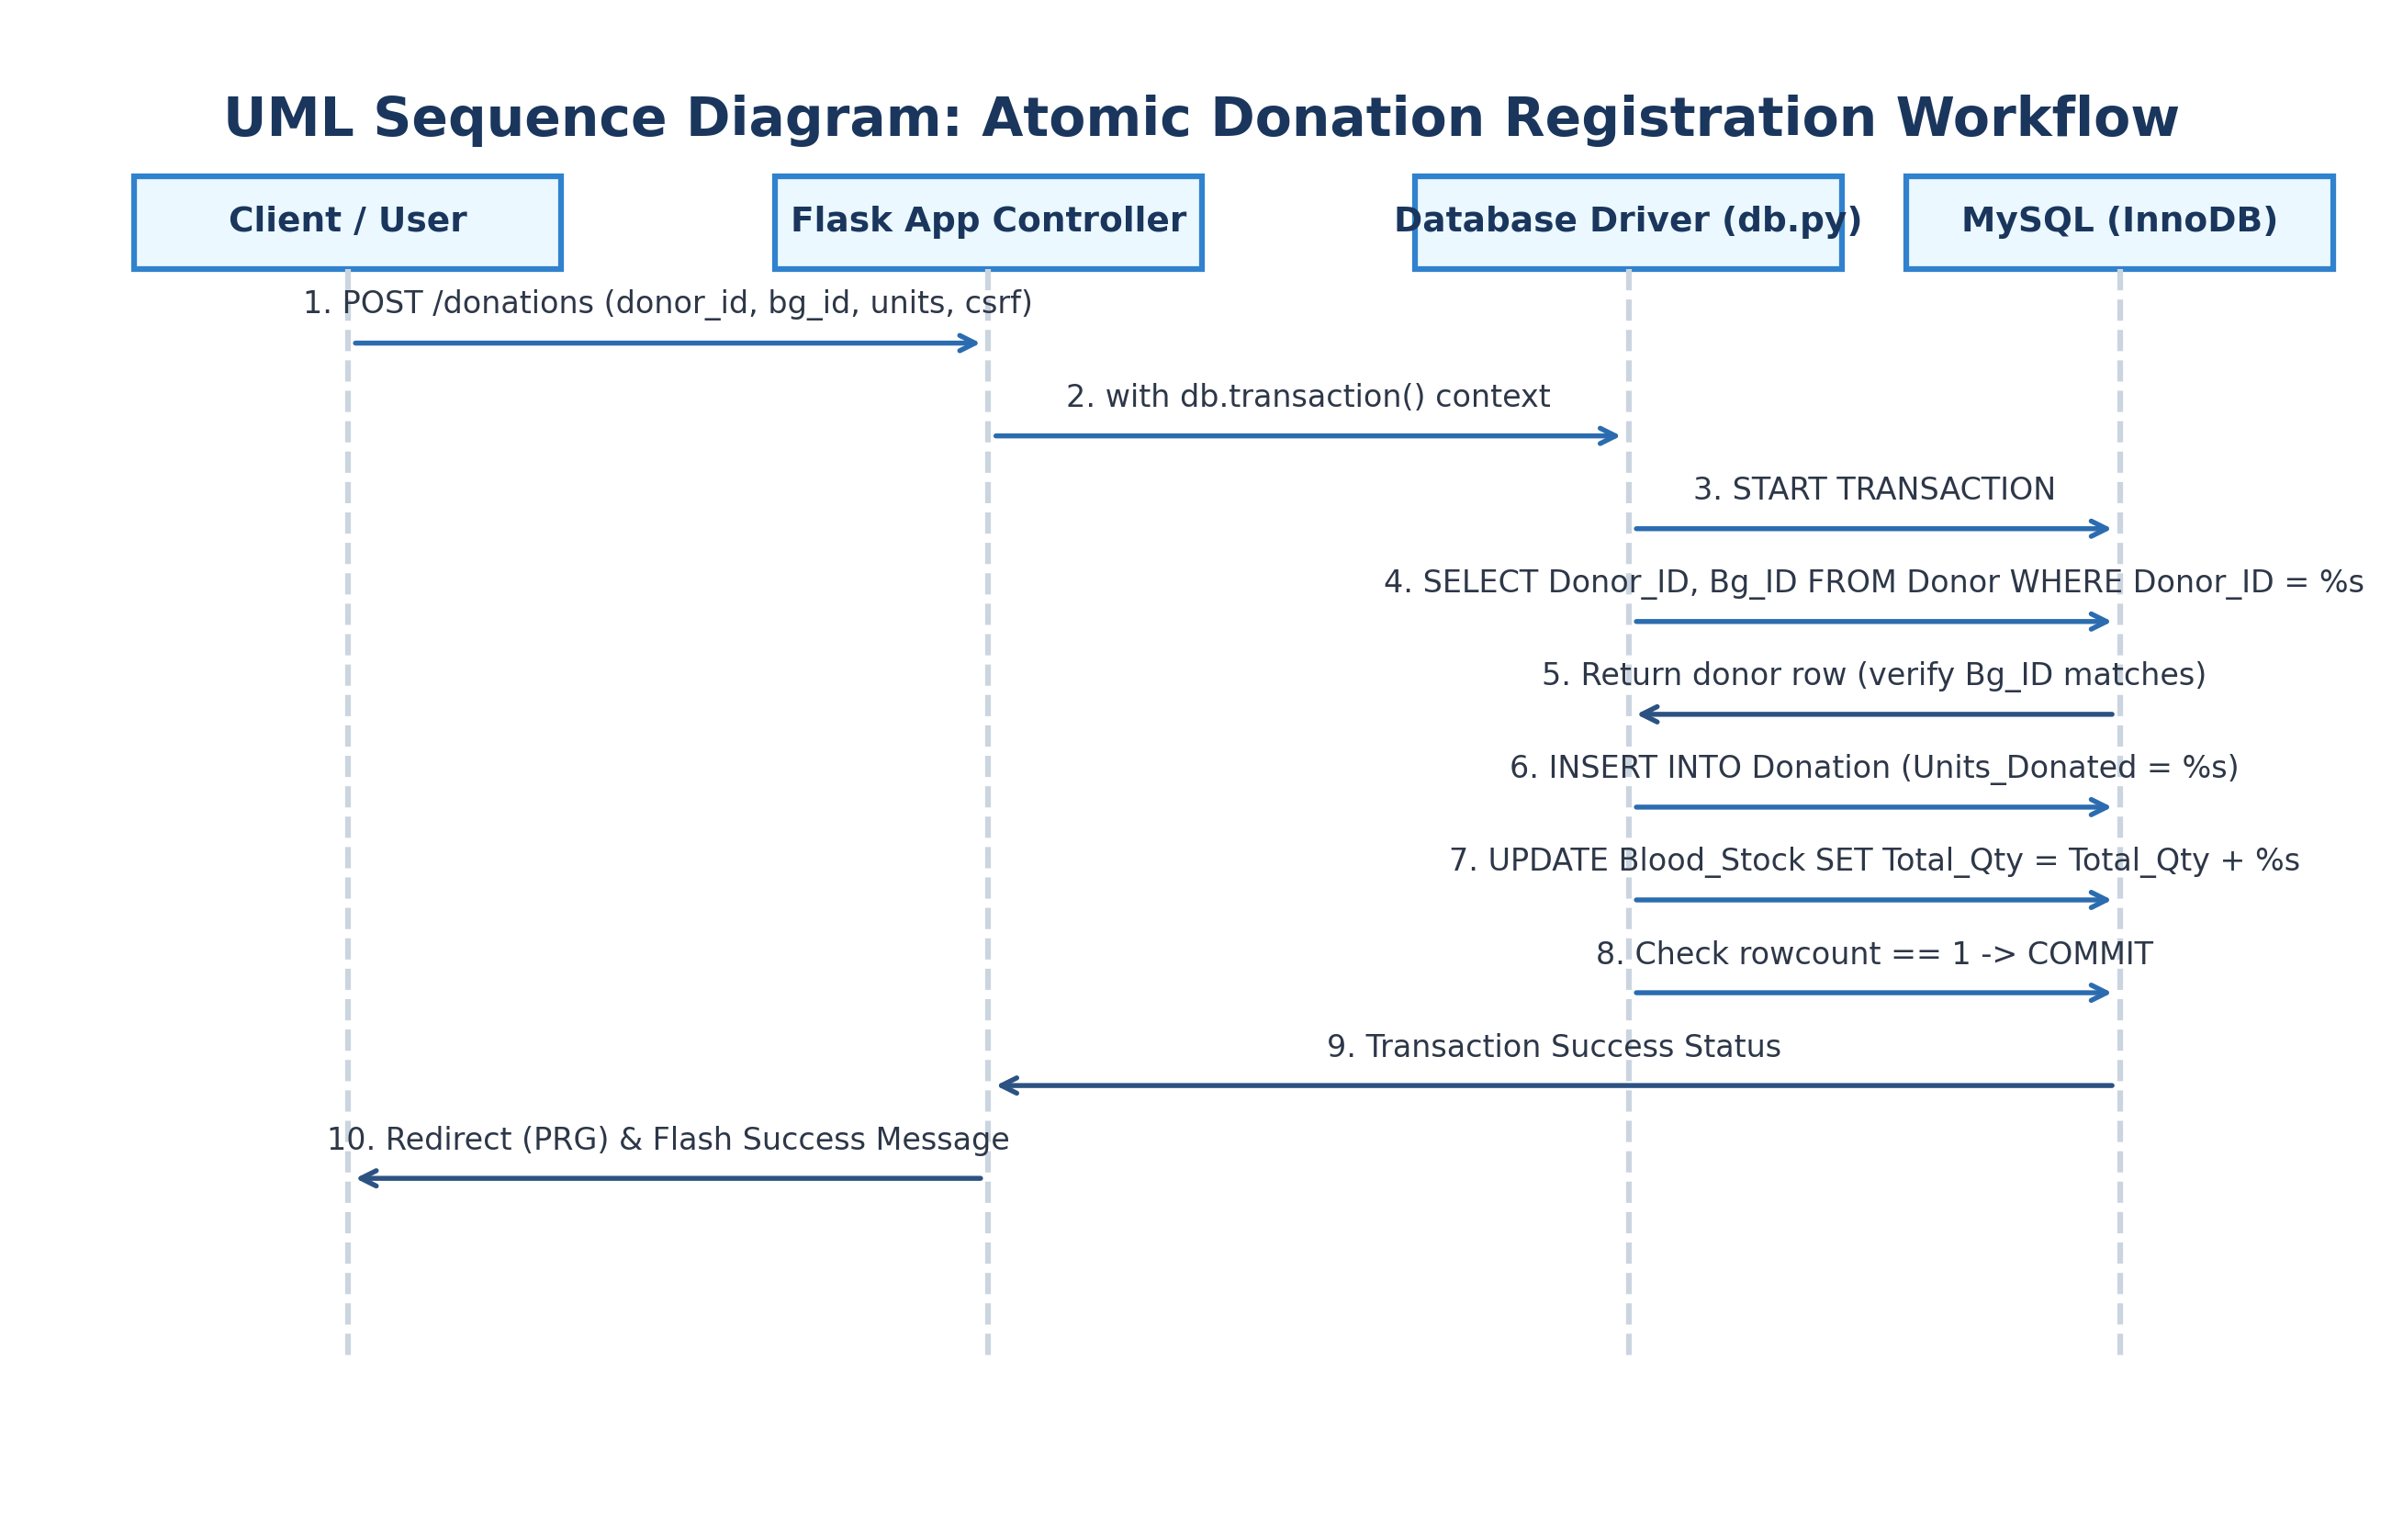 UML Sequence Diagram: Atomic Donation Registration Workflow
Client / User
Flask App Controller
Database Driver (db.py)
MySQL (InnoDB)
1. POST /donations (donor_id, bg_id, units, csrf)
2. with db.transaction() context
3. START TRANSACTION
4. SELECT Donor_ID, Bg_ID FROM Donor WHERE Donor_ID = %s
5. Return donor row (verify Bg_ID matches)
6. INSERT INTO Donation (Units_Donated = %s)
7. UPDATE Blood_Stock SET Total_Qty = Total_Qty + %s
8. Check rowcount == 1 -> COMMIT
9. Transaction Success Status
10. Redirect (PRG) & Flash Success Message